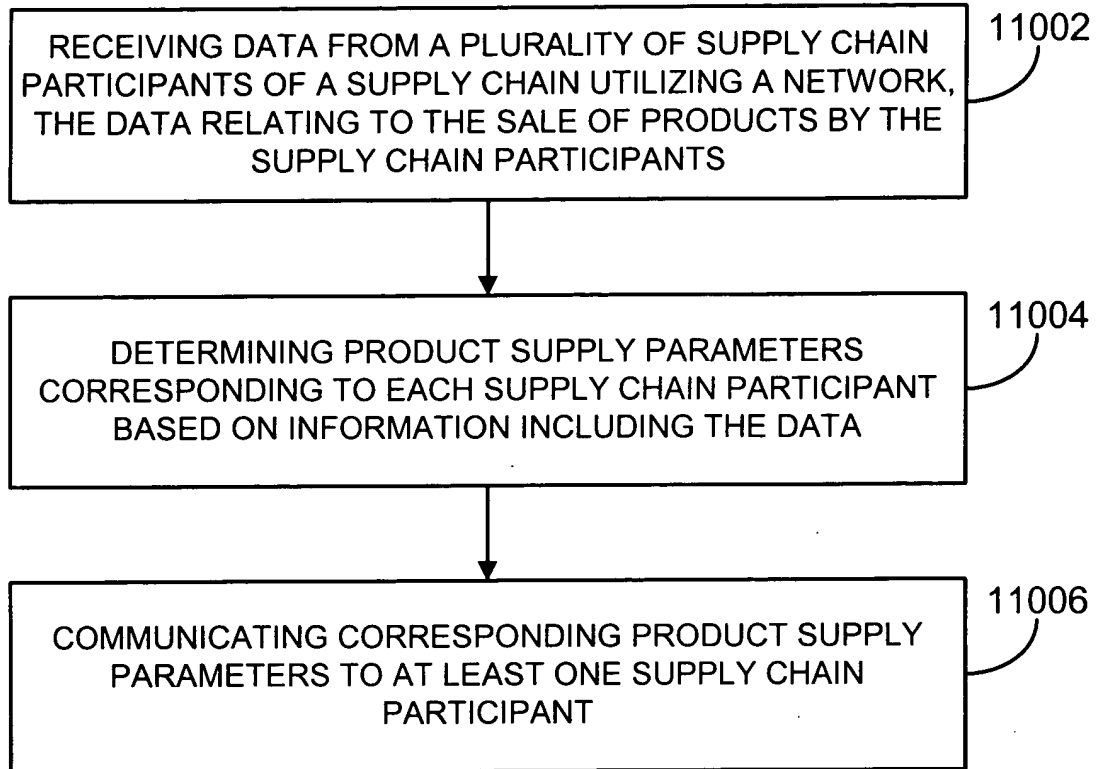 RECEIVING DATA FROM A PLURALITY OF SUPPLY CHAIN
PARTICIPANTS OF A SUPPLY CHAIN UTILIZING A NETWORK,
THE DATA RELATING TO THE SALE OF PRODUCTS BY THE
SUPPLY CHAIN PARTICIPANTS
11002
DETERMINING PRODUCT SUPPLY PARAMETERS
CORRESPONDING TO EACH SUPPLY CHAIN PARTICIPANT
BASED ON INFORMATION INCLUDING THE DATA
11004
COMMUNICATING CORRESPONDING PRODUCT SUPPLY
PARAMETERS TO AT LEAST ONE SUPPLY CHAIN
PARTICIPANT
11006